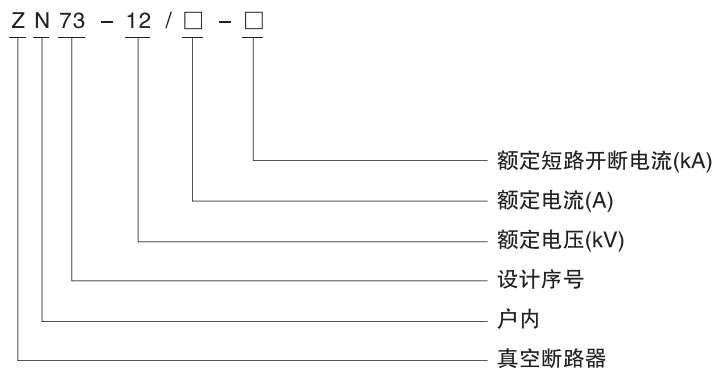 ZN73-12/□-□
额定短路开断电流(kA)
额定电流(A)
额定电压(kV)
设计序号
户内
真空断路器